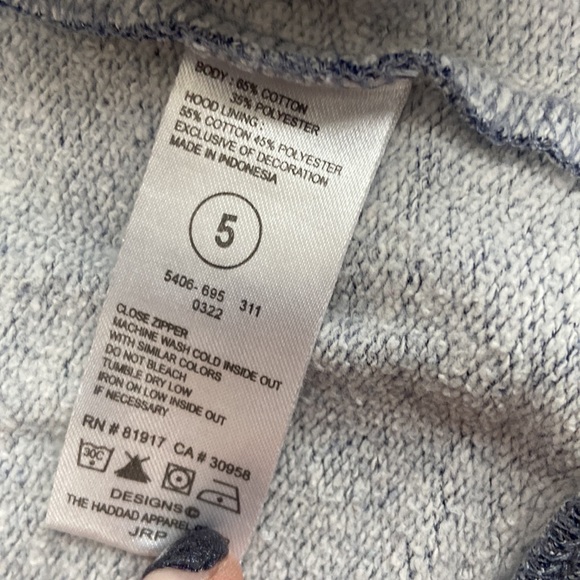 BODY : 65% COTTON
35% POLYESTER
HOOD LINING :
55% COTTON 45% POLYESTER
EXCLUSIVE OF DECORATION
MADE IN INDONESIA
5
5406-695 311
0322
CLOSE ZIPPER
MACHINE WASH COLD INSIDE OUT
WITH SIMILAR COLORS
DO NOT BLEACH
TUMBLE DRY LOW
IRON ON LOW INSIDE OUT
IF NECESSARY
RN # 81917 CA # 30958
30C
DESIGNS©
THE HADDAD APPAREL
JRP